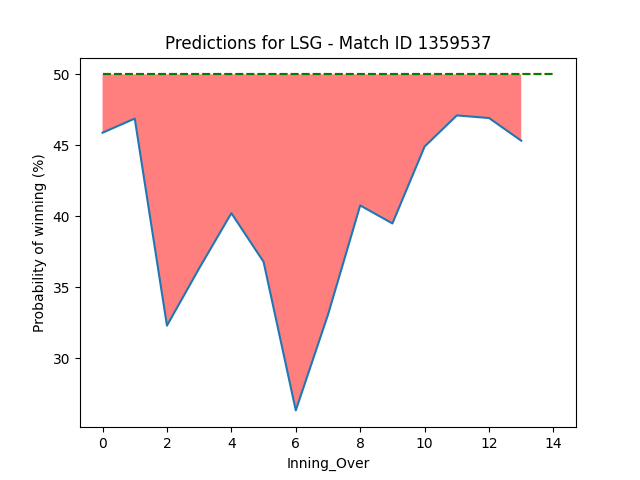 Predictions for LSG - Match ID 1359537
Probability of winning (%)
50
45
40
35
30
0 2 4 6 8 10 12 14
Inning_Over